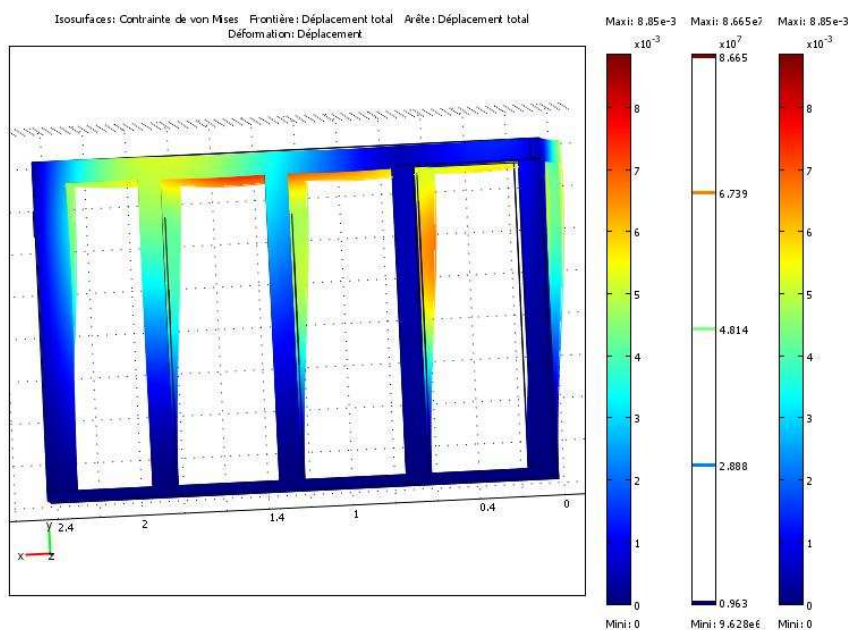 Isosurfaces: Contrainte de von Mises Frontière: Déplacement total Arête: Déplacement total
Déformation: Déplacement
Maxi: 8.85e-3 Maxi: 8.665e7 Maxi: 8.85e-3
x10⁻³ x10⁷ x10⁻³
8.665
8 8
7 7
6.739
6 6
5 5
4.814
4 4
3 3
2.888
2 2
1 1
0 0.963 0
Mini: 0 Mini: 9.628e6 Mini: 0
2.4 2 1.4 1 0.4 0
y
x z